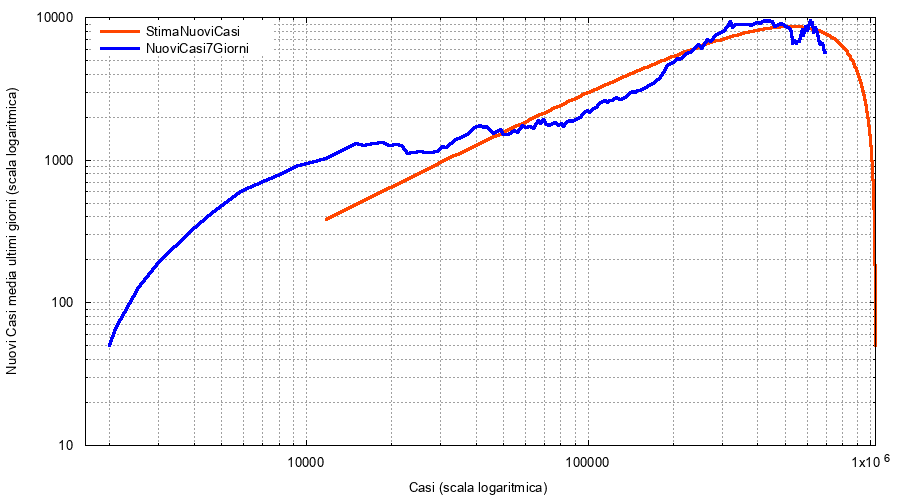 10000
StimaNuoviCasi
NuoviCasi7Giorni
1000
100
10
Nuovi Casi media ultimi giorni (scala logaritmica)
10000
100000
1x10 6
Casi (scala logaritmica)